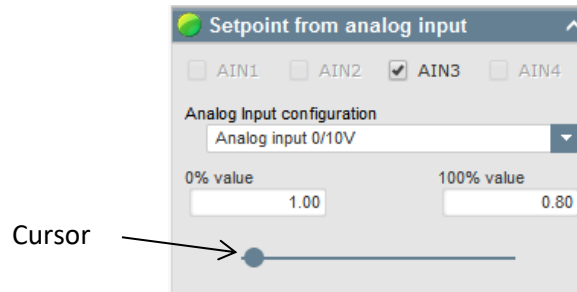 Setpoint from analog input
AIN1 AIN2 AIN3 AIN4
Analog Input configuration
Analog input 0/10V
0% value 100% value
1.00 0.80
Cursor